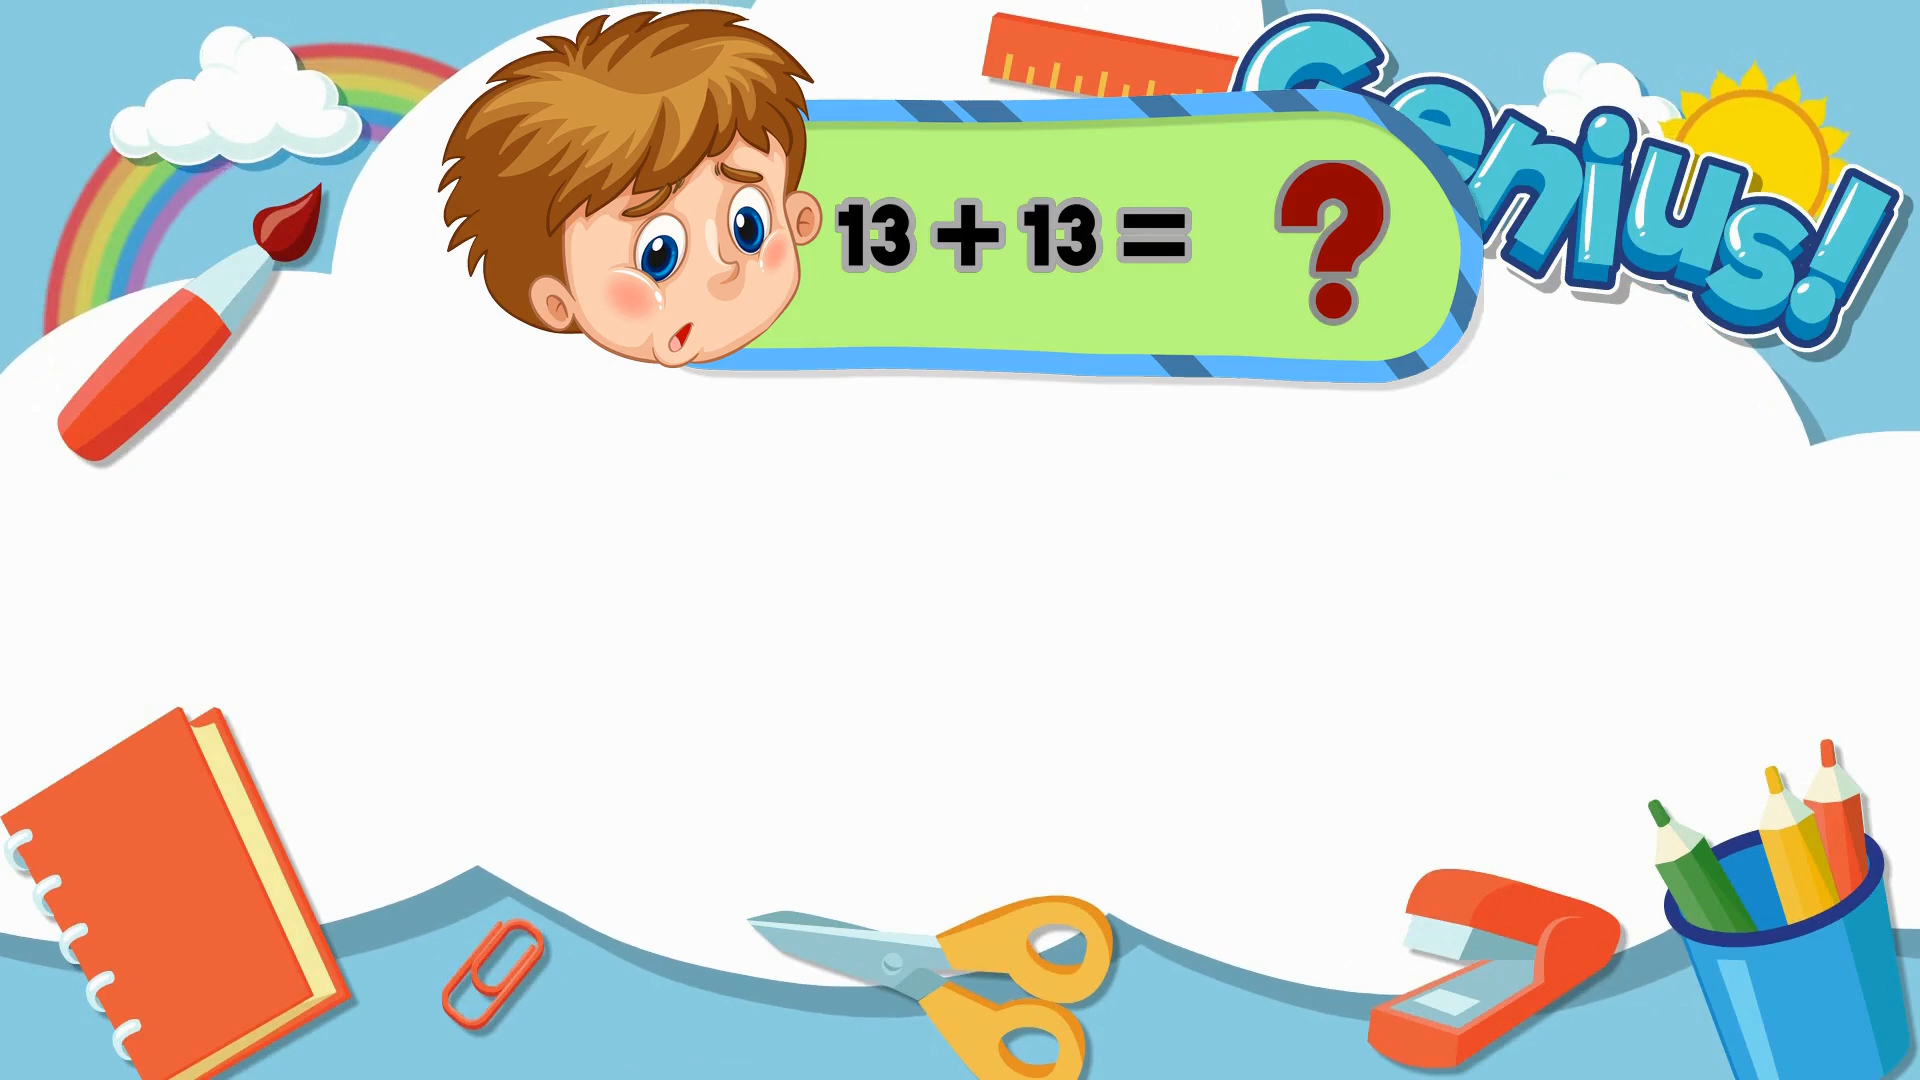 Genius!
13 + 13 = ?